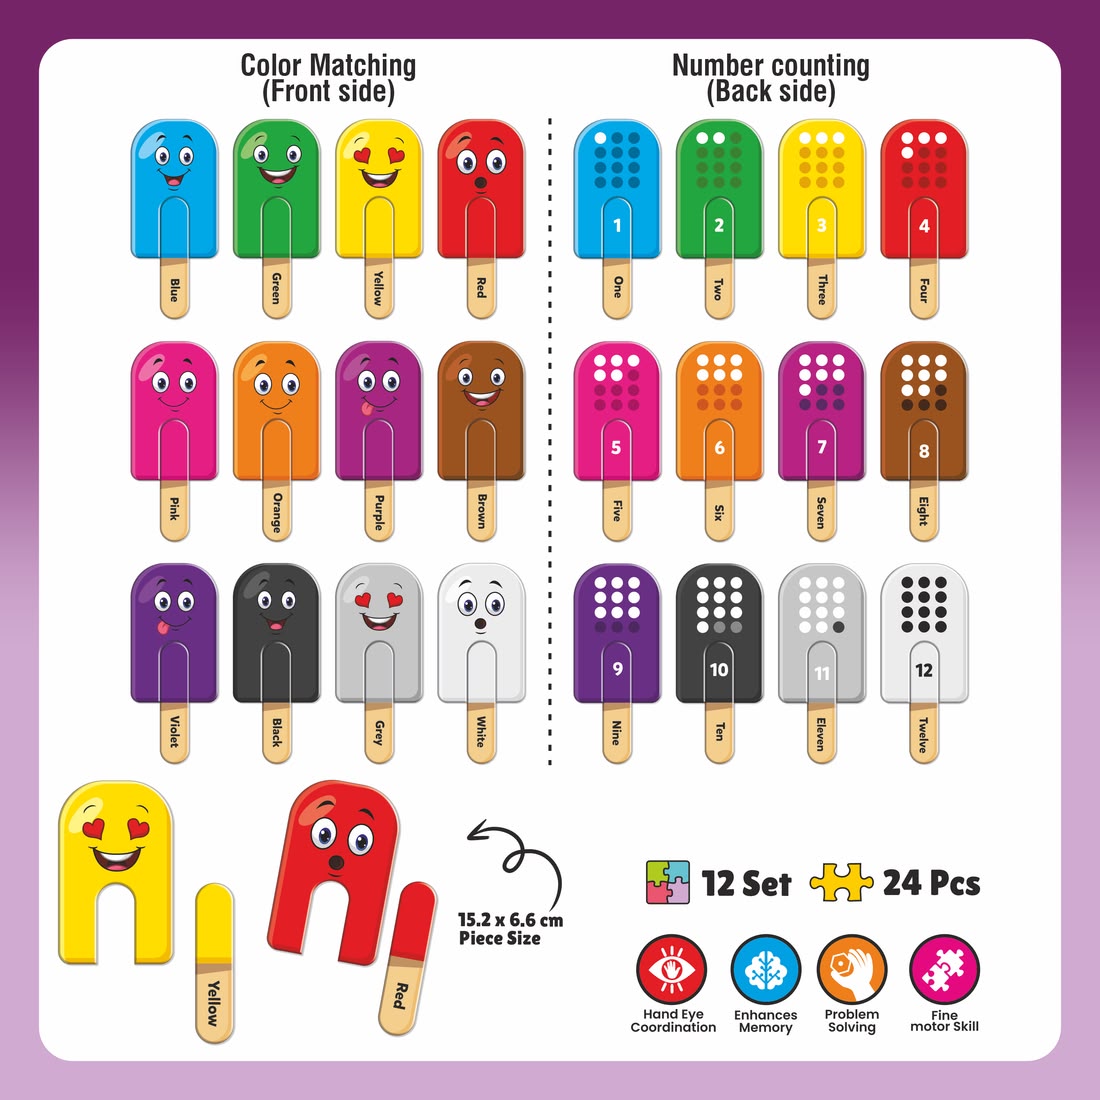 Color Matching
(Front side)
Number counting
(Back side)
Blue
Green
Yellow
Red
1
2
3
4
One
Two
Three
Four
Pink
Orange
Purple
Brown
5
6
7
8
Five
Six
Seven
Eight
Violet
Black
Grey
White
9
10
11
12
Nine
Ten
Eleven
Twelve
Yellow
Red
15.2 x 6.6 cm
Piece Size
12 Set
24 Pcs
Hand Eye
Coordination
Enhances
Memory
Problem
Solving
Fine
motor Skill